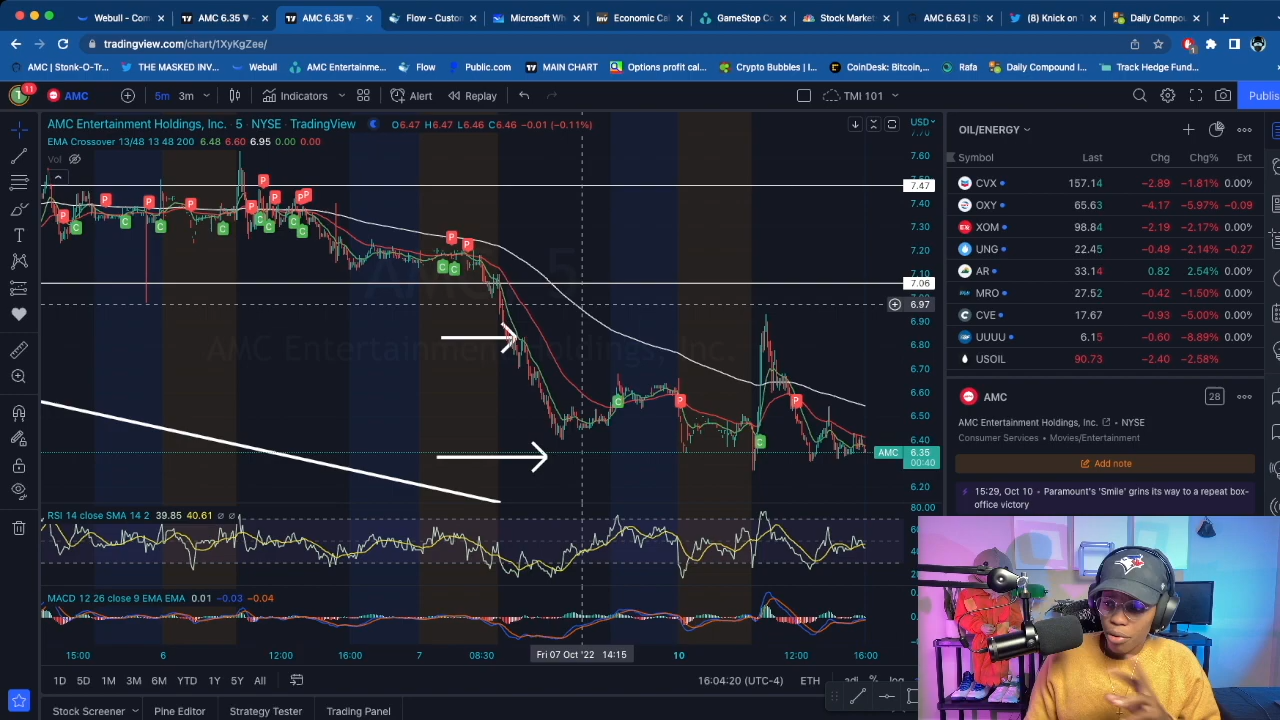 Webull - Comm
AMC 6.35 ▼
AMC 6.35 ▼
Flow - Custom
Microsoft Wh
Economic Cal
GameStop Co
Stock Market
AMC 6.63
(8) Knick on T
Daily Compou
tradingview.com/chart/1XyKgZee/
AMC | Stonk-O-Tr...
THE MASKED INV...
Webull
AMC Entertainme...
Flow
Public.com
MAIN CHART
Options profit cal...
Crypto Bubbles | I...
CoinDesk: Bitcoin,...
Rafa
Daily Compound I...
Track Hedge Fund...
11
AMC
5m 3m
Indicators
Alert
Replay
TMI 101
Publis
AMC Entertainment Holdings, Inc. · 5 · NYSE · TradingView
O6.47 H6.47 L6.46 C6.46 −0.01 (−0.11%)
EMA Crossover 13/48 13 48 200 6.48 6.60 6.95 0.00 0.00
Vol
AMC 5
AMC Entertainment Holdings, Inc.
USD
7.70
7.60
7.47
7.40
7.30
7.20
7.10
7.06
6.97
6.90
6.80
6.70
6.60
6.50
6.40
AMC 6.35
00:40
6.20
RSI 14 close SMA 14 2 39.85 40.61 ∅ ∅
80.00
MACD 12 26 close 9 EMA EMA 0.01 −0.03 −0.04
15:00 6 12:00 16:00 7 08:30 Fri 07 Oct '22 14:15 10 12:00 16:00
1D 5D 1M 3M 6M YTD 1Y 5Y All
16:04:20 (UTC-4) ETH adj % log
Stock Screener
Pine Editor
Strategy Tester
Trading Panel
OIL/ENERGY
Symbol Last Chg Chg% Ext
CVX 157.14 −2.89 −1.81% 0.00%
OXY 65.63 −4.17 −5.97% −0.09
XOM 98.84 −2.19 −2.17% 0.00%
UNG 22.45 −0.49 −2.14% −0.27
AR 33.14 0.82 2.54% 0.00%
MRO 27.52 −0.42 −1.50% 0.00%
CVE 17.67 −0.93 −5.00% 0.00%
UUUU 6.15 −0.60 −8.89% 0.00%
USOIL 90.73 −2.40 −2.58%
AMC
28
AMC Entertainment Holdings, Inc. · NYSE
Consumer Services · Movies/Entertainment
Add note
15:29, Oct 10 · Paramount's 'Smile' grins its way to a repeat box-
office victory